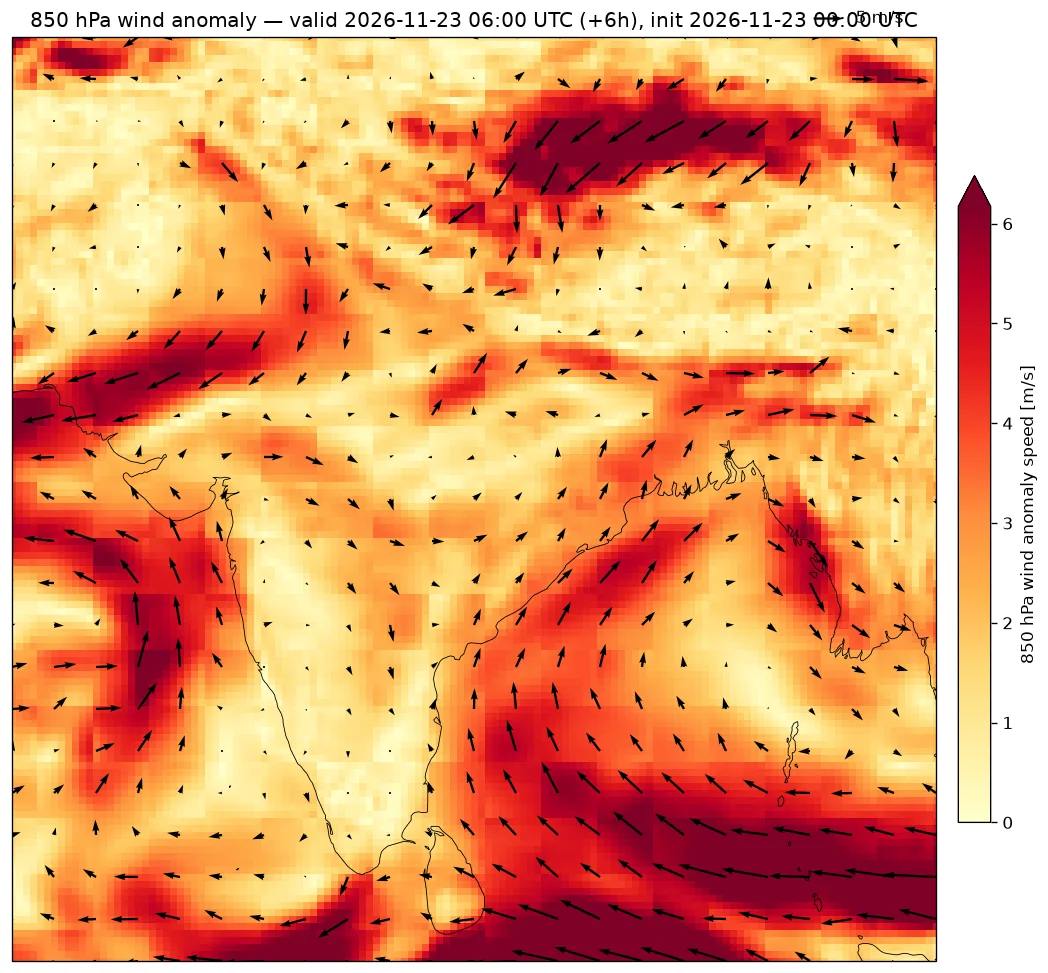 850 hPa wind anomaly — valid 2026-11-23 06:00 UTC (+6h), init 2026-11-23 00:00 UTC
5 m/s
6
5
4
3
2
1
0
850 hPa wind anomaly speed [m/s]